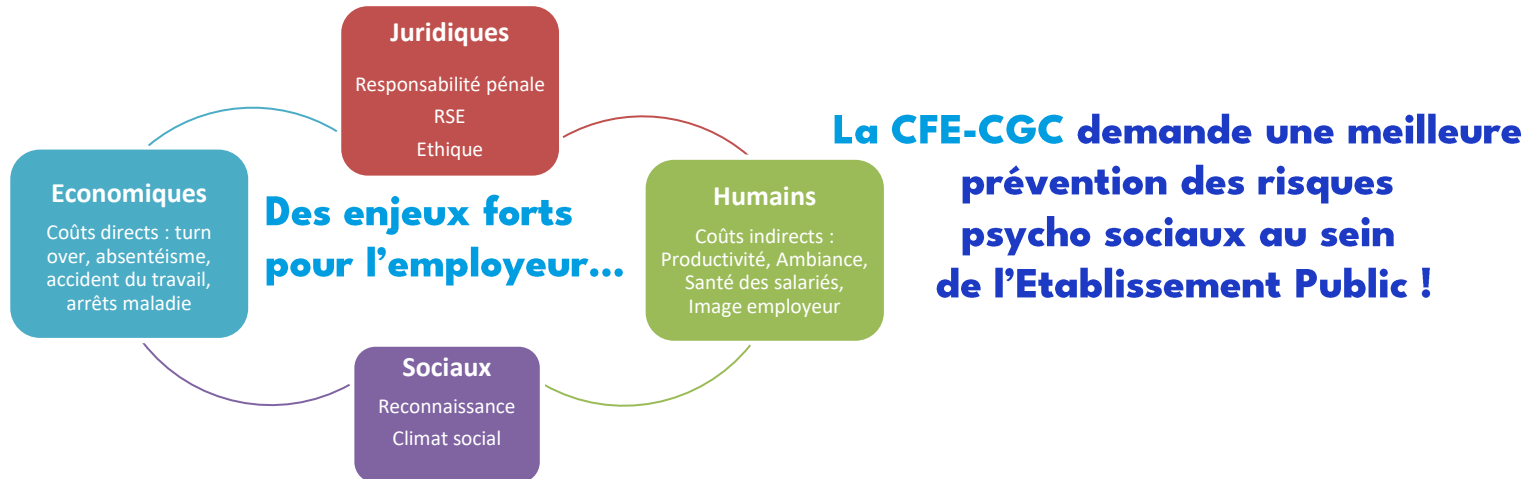 Juridiques
Responsabilité pénale
RSE
Ethique
Economiques
Coûts directs : turn
over, absentéisme,
accident du travail,
arrêts maladie
Des enjeux forts
pour l’employeur...
Humains
Coûts indirects :
Productivité, Ambiance,
Santé des salariés,
Image employeur
Sociaux
Reconnaissance
Climat social
La CFE-CGC demande une meilleure
prévention des risques
psycho sociaux au sein
de l’Etablissement Public !